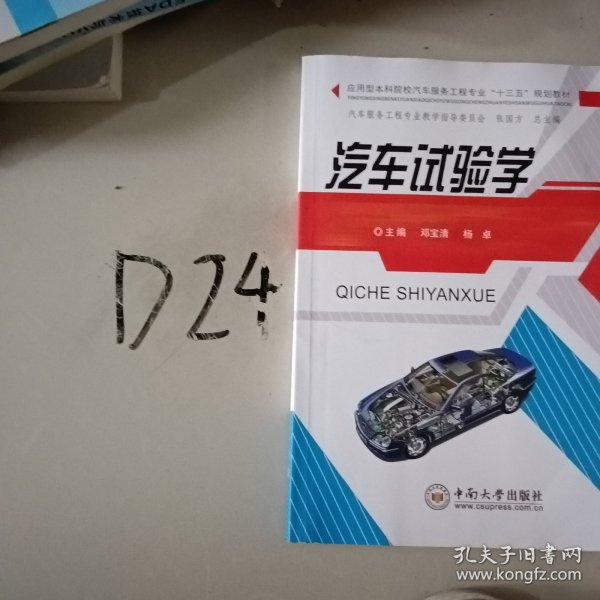 应用型本科院校汽车服务工程专业“十三五”规划教材
汽车服务工程专业教学指导委员会 张国方 总主编
汽车试验学
主编 邓宝清 杨卓
QICHE SHIYANXUE
D24
中南大学出版社
www.csupress.com.cn
孔夫子旧书网
www.kongfz.com